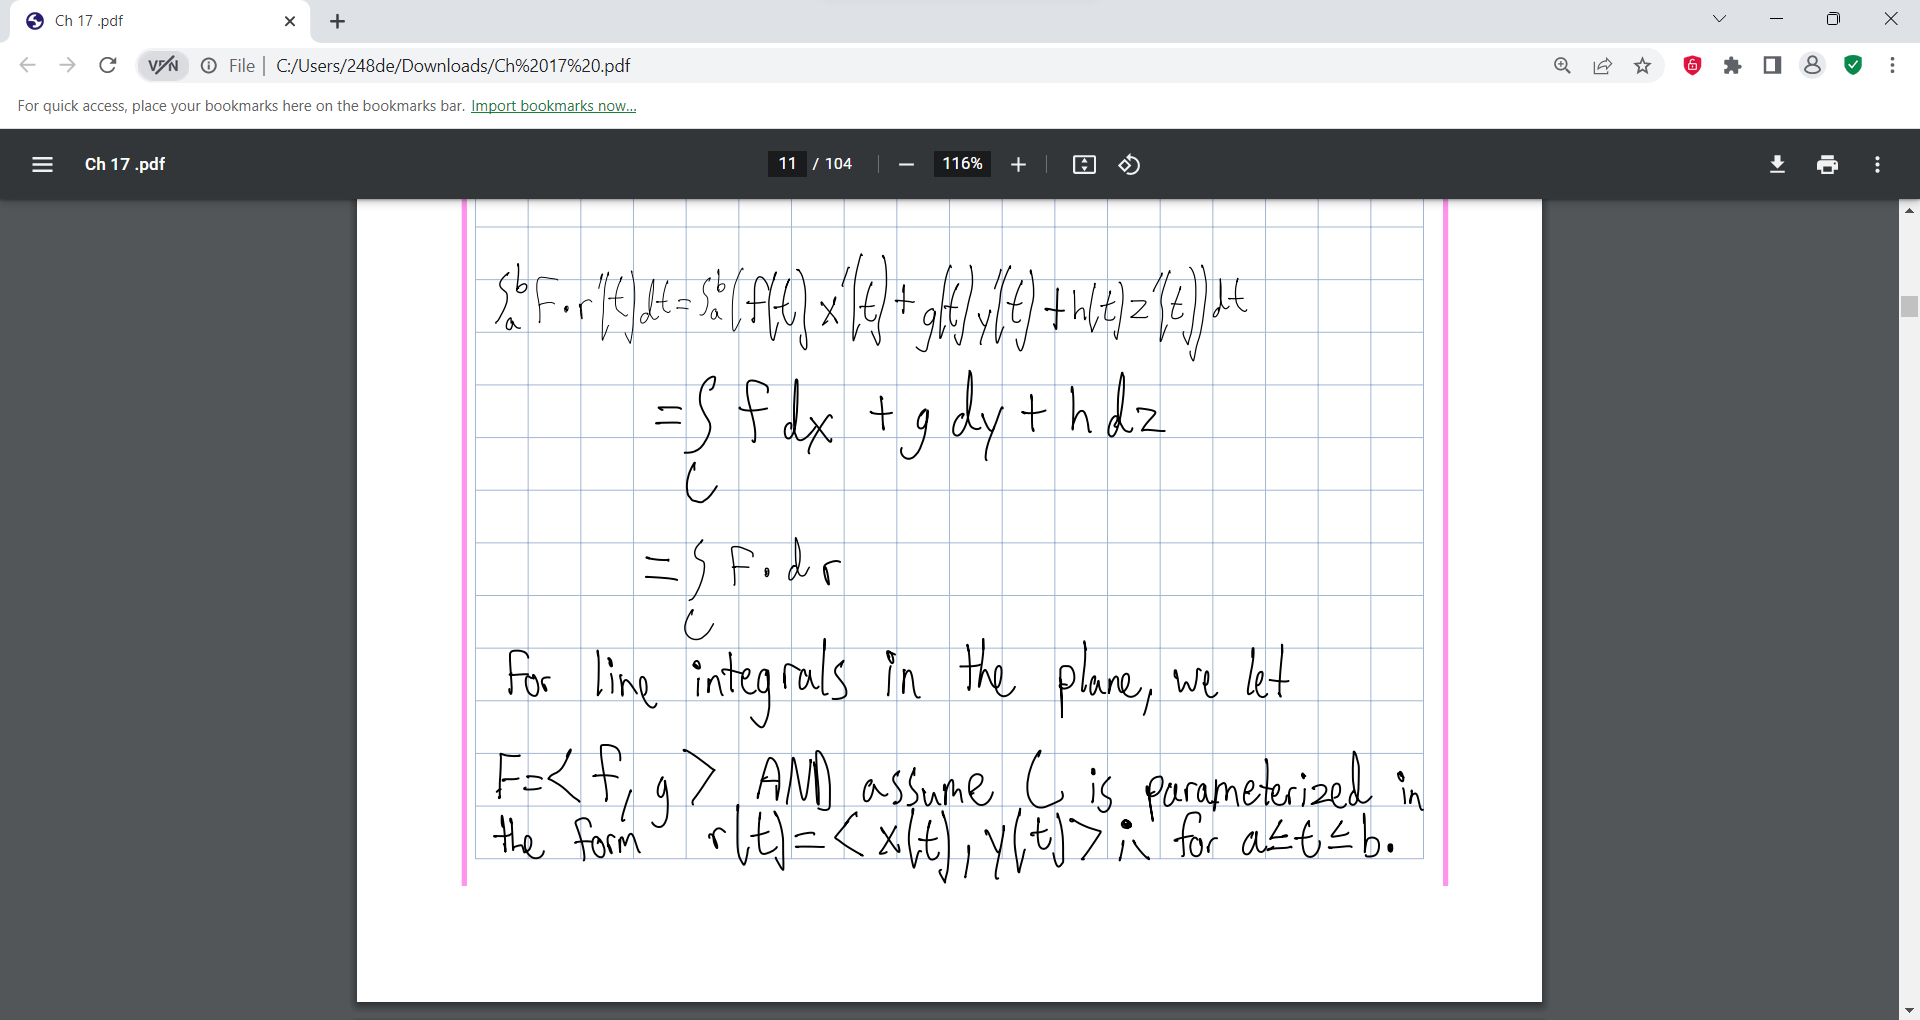 Ch 17 .pdf
VPN File C:/Users/248de/Downloads/Ch%2017%20.pdf
For quick access, place your bookmarks here on the bookmarks bar. Import bookmarks now...
Ch 17 .pdf 11 / 104 − 116% +
∫ₐᵇ F·r'(t)dt = ∫ₐᵇ (f(t)x'(t) + g(t)y'(t) + h(t)z'(t))dt
= ∫ f dx + g dy + h dz
C
= ∫ F·dr
C
For line integrals in the plane, we let
F=<f,g> AND assume C is parameterized in
the form r(t)=<x(t),y(t)> for a≤t≤b.